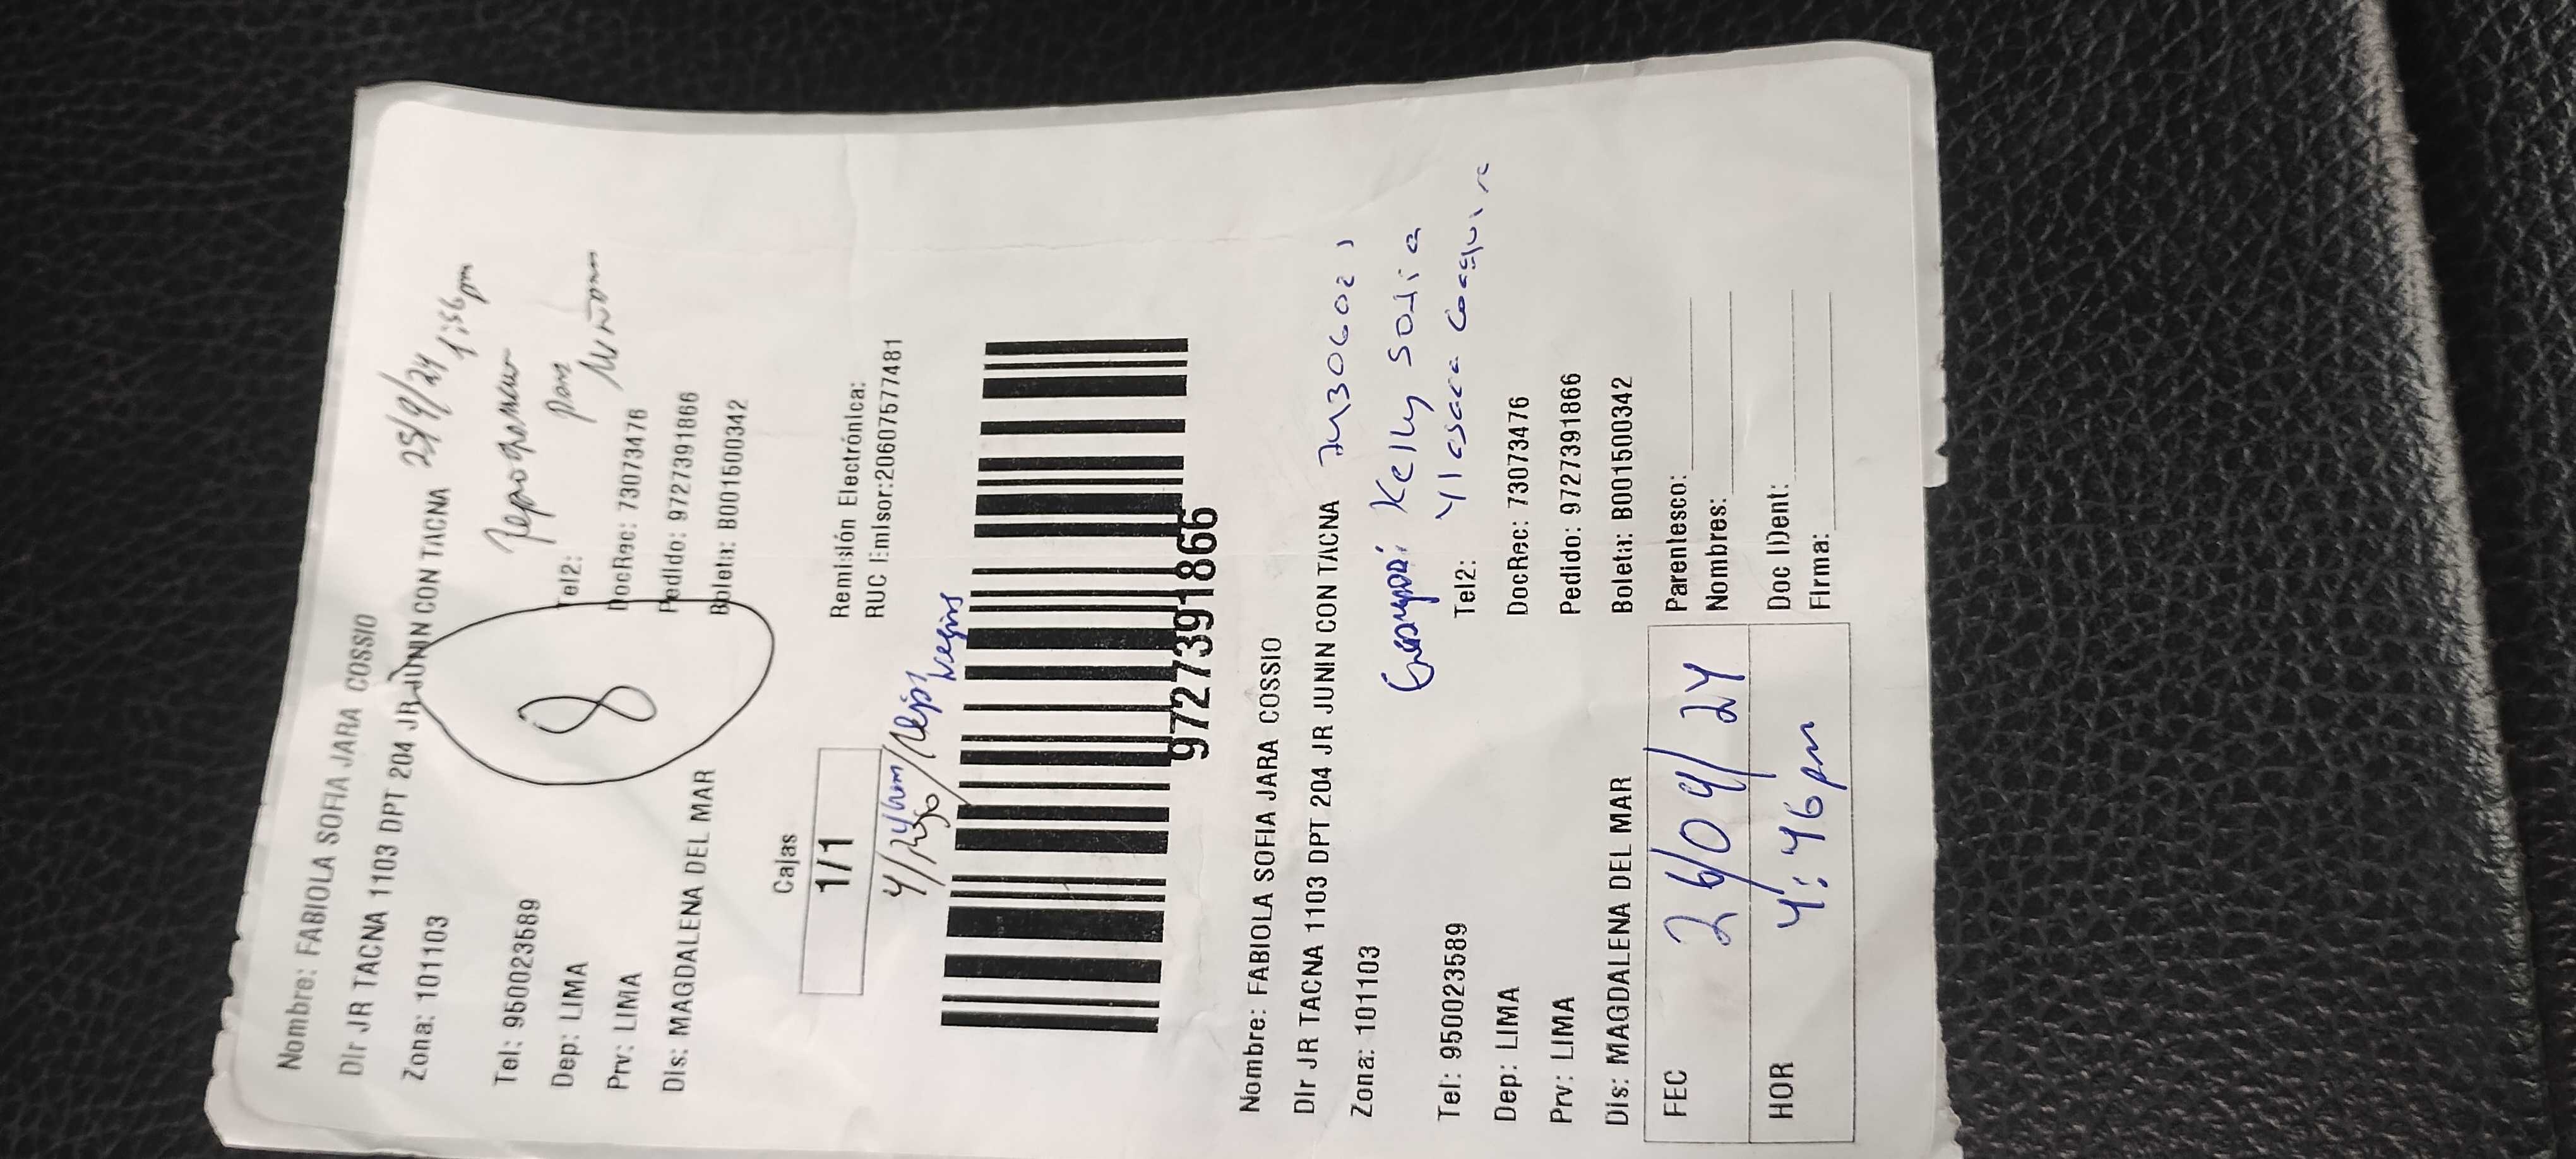 Nombre: FABIOLA SOFIA JARA COSSIO
Dir JR TACNA 1103 DPT 204 JR JUNIN CON TACNA 25/9/24
Zona: 101103 1:56pm
Tel: 950023589 Tel2:
Dep: LIMA DocRec: 73073476
Prv: LIMA Pedido: 97273918​66
Dis: MAGDALENA DEL MAR Boleta: B001500342
8
Cajas
1/1
Remisión Electrónica:
RUC Emisor:20607577481
9727391866
Nombre: FABIOLA SOFIA JARA COSSIO
Dir JR TACNA 1103 DPT 204 JR JUNIN CON TACNA
Zona: 101103
Kelly Sofia
Tel: 950023589 Tel2:
Dep: LIMA DocRec: 73073476
Prv: LIMA Pedido: 9727391866
Dis: MAGDALENA DEL MAR Boleta: B001500342
FEC 26/09/24 Parentesco:
Nombres:
HOR 4:46pm Doc IDent:
Firma: